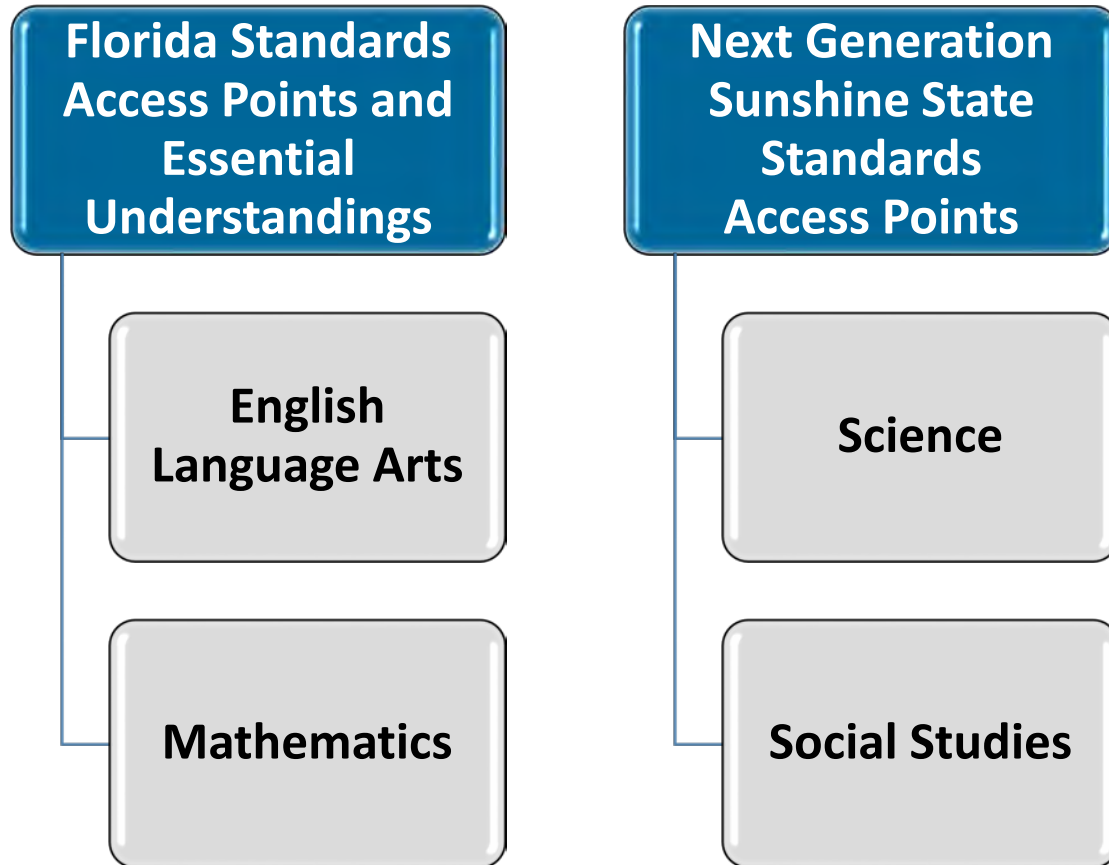 Florida Standards
Access Points and
Essential
Understandings
English
Language Arts
Mathematics
Next Generation
Sunshine State
Standards
Access Points
Science
Social Studies